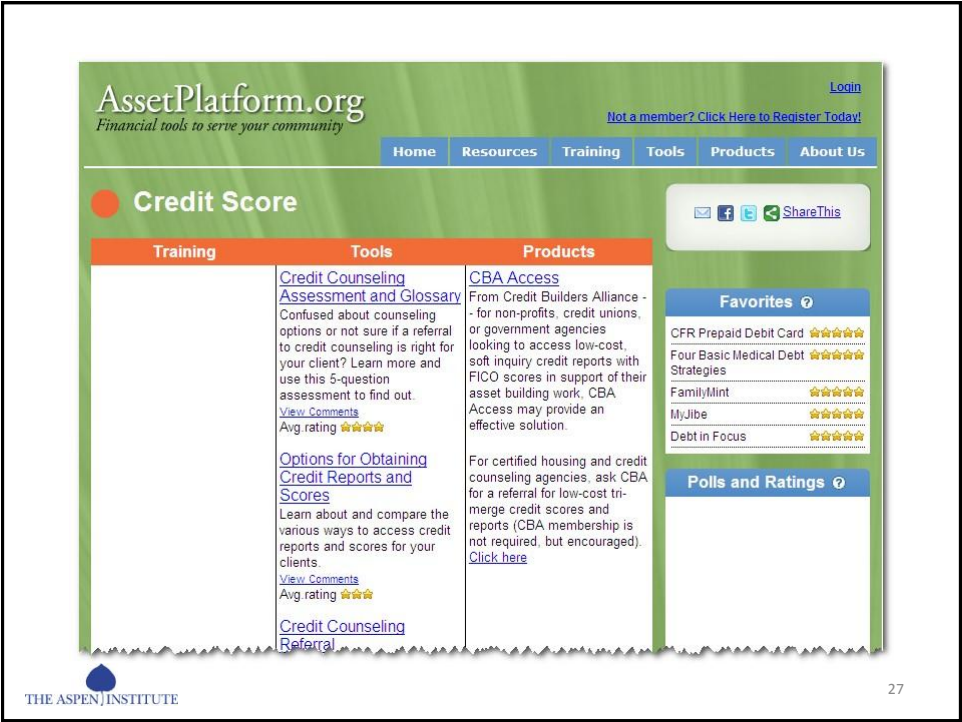 AssetPlatform.org
Financial tools to serve your community
Login
Not a member? Click Here to Register Today!
Home Resources Training Tools Products About Us
Credit Score
ShareThis
Training Tools Products
Credit Counseling
Assessment and Glossary
Confused about counseling
options or not sure if a referral
to credit counseling is right for
your client? Learn more and
use this 5-question
assessment to find out.
View Comments
Avg.rating
Options for Obtaining
Credit Reports and
Scores
Learn about and compare the
various ways to access credit
reports and scores for your
clients.
View Comments
Avg.rating
Credit Counseling
Referral
CBA Access
From Credit Builders Alliance -
- for non-profits, credit unions,
or government agencies
looking to access low-cost,
soft inquiry credit reports with
FICO scores in support of their
asset building work, CBA
Access may provide an
effective solution.
For certified housing and credit
counseling agencies, ask CBA
for a referral for low-cost tri-
merge credit scores and
reports (CBA membership is
not required, but encouraged).
Click here
Favorites ?
CFR Prepaid Debit Card
Four Basic Medical Debt
Strategies
FamilyMint
MyJibe
Debt in Focus
Polls and Ratings ?
THE ASPEN INSTITUTE
27